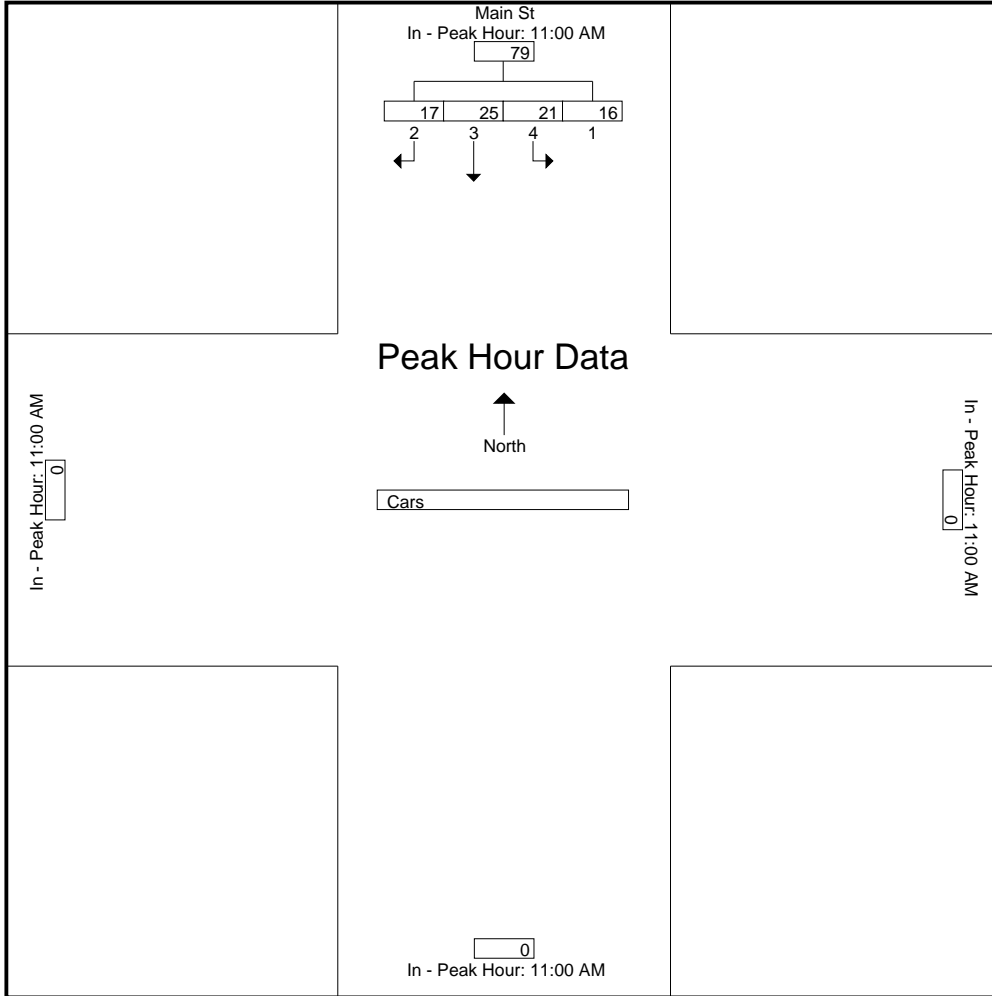 Main St
In - Peak Hour: 11:00 AM
79
17 25 21 16
2 3 4 1
Peak Hour Data
North
Cars
In - Peak Hour: 11:00 AM
0
In - Peak Hour: 11:00 AM
0
0
In - Peak Hour: 11:00 AM